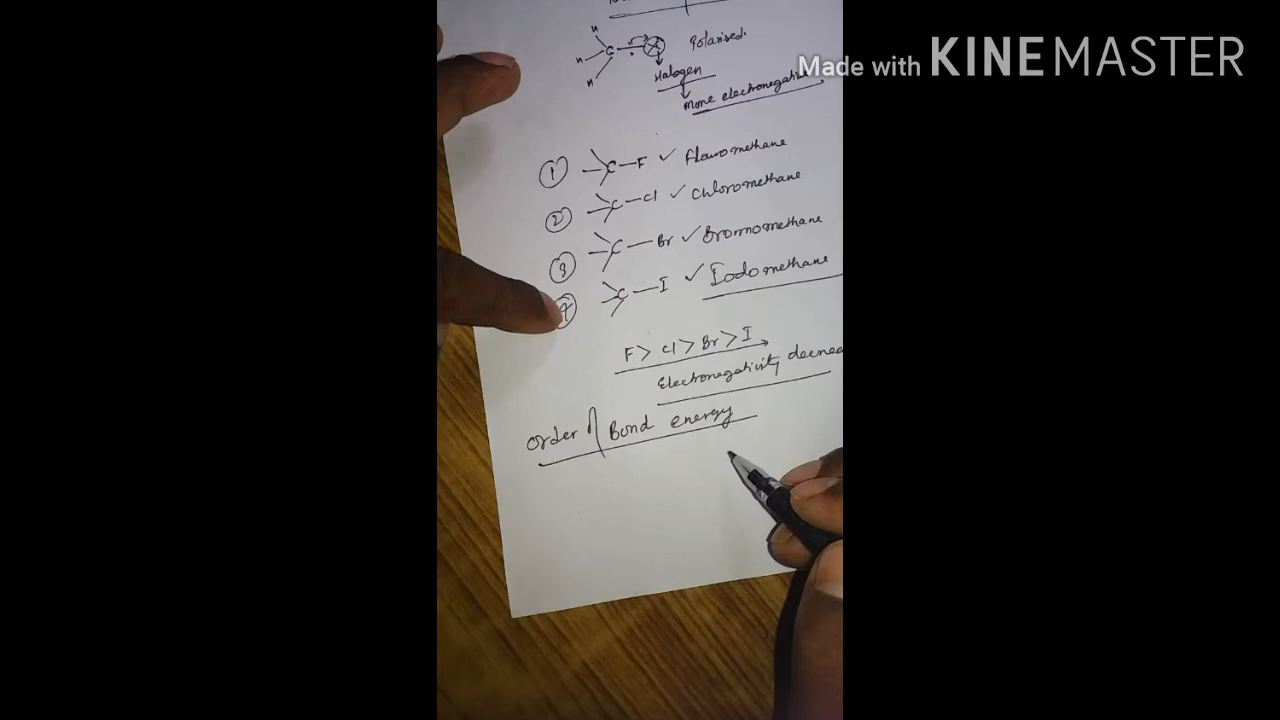 H
H C X Polarised.
H Halogen
More electronegative
Made with KINEMASTER
1 C-F ✓ Flouromethane
2 C-Cl ✓ Chloromethane
3 C-Br ✓ Bromomethane
4 C-I ✓ Iodomethane
F > Cl > Br > I
Electronegativity decrea
Order of Bond energy